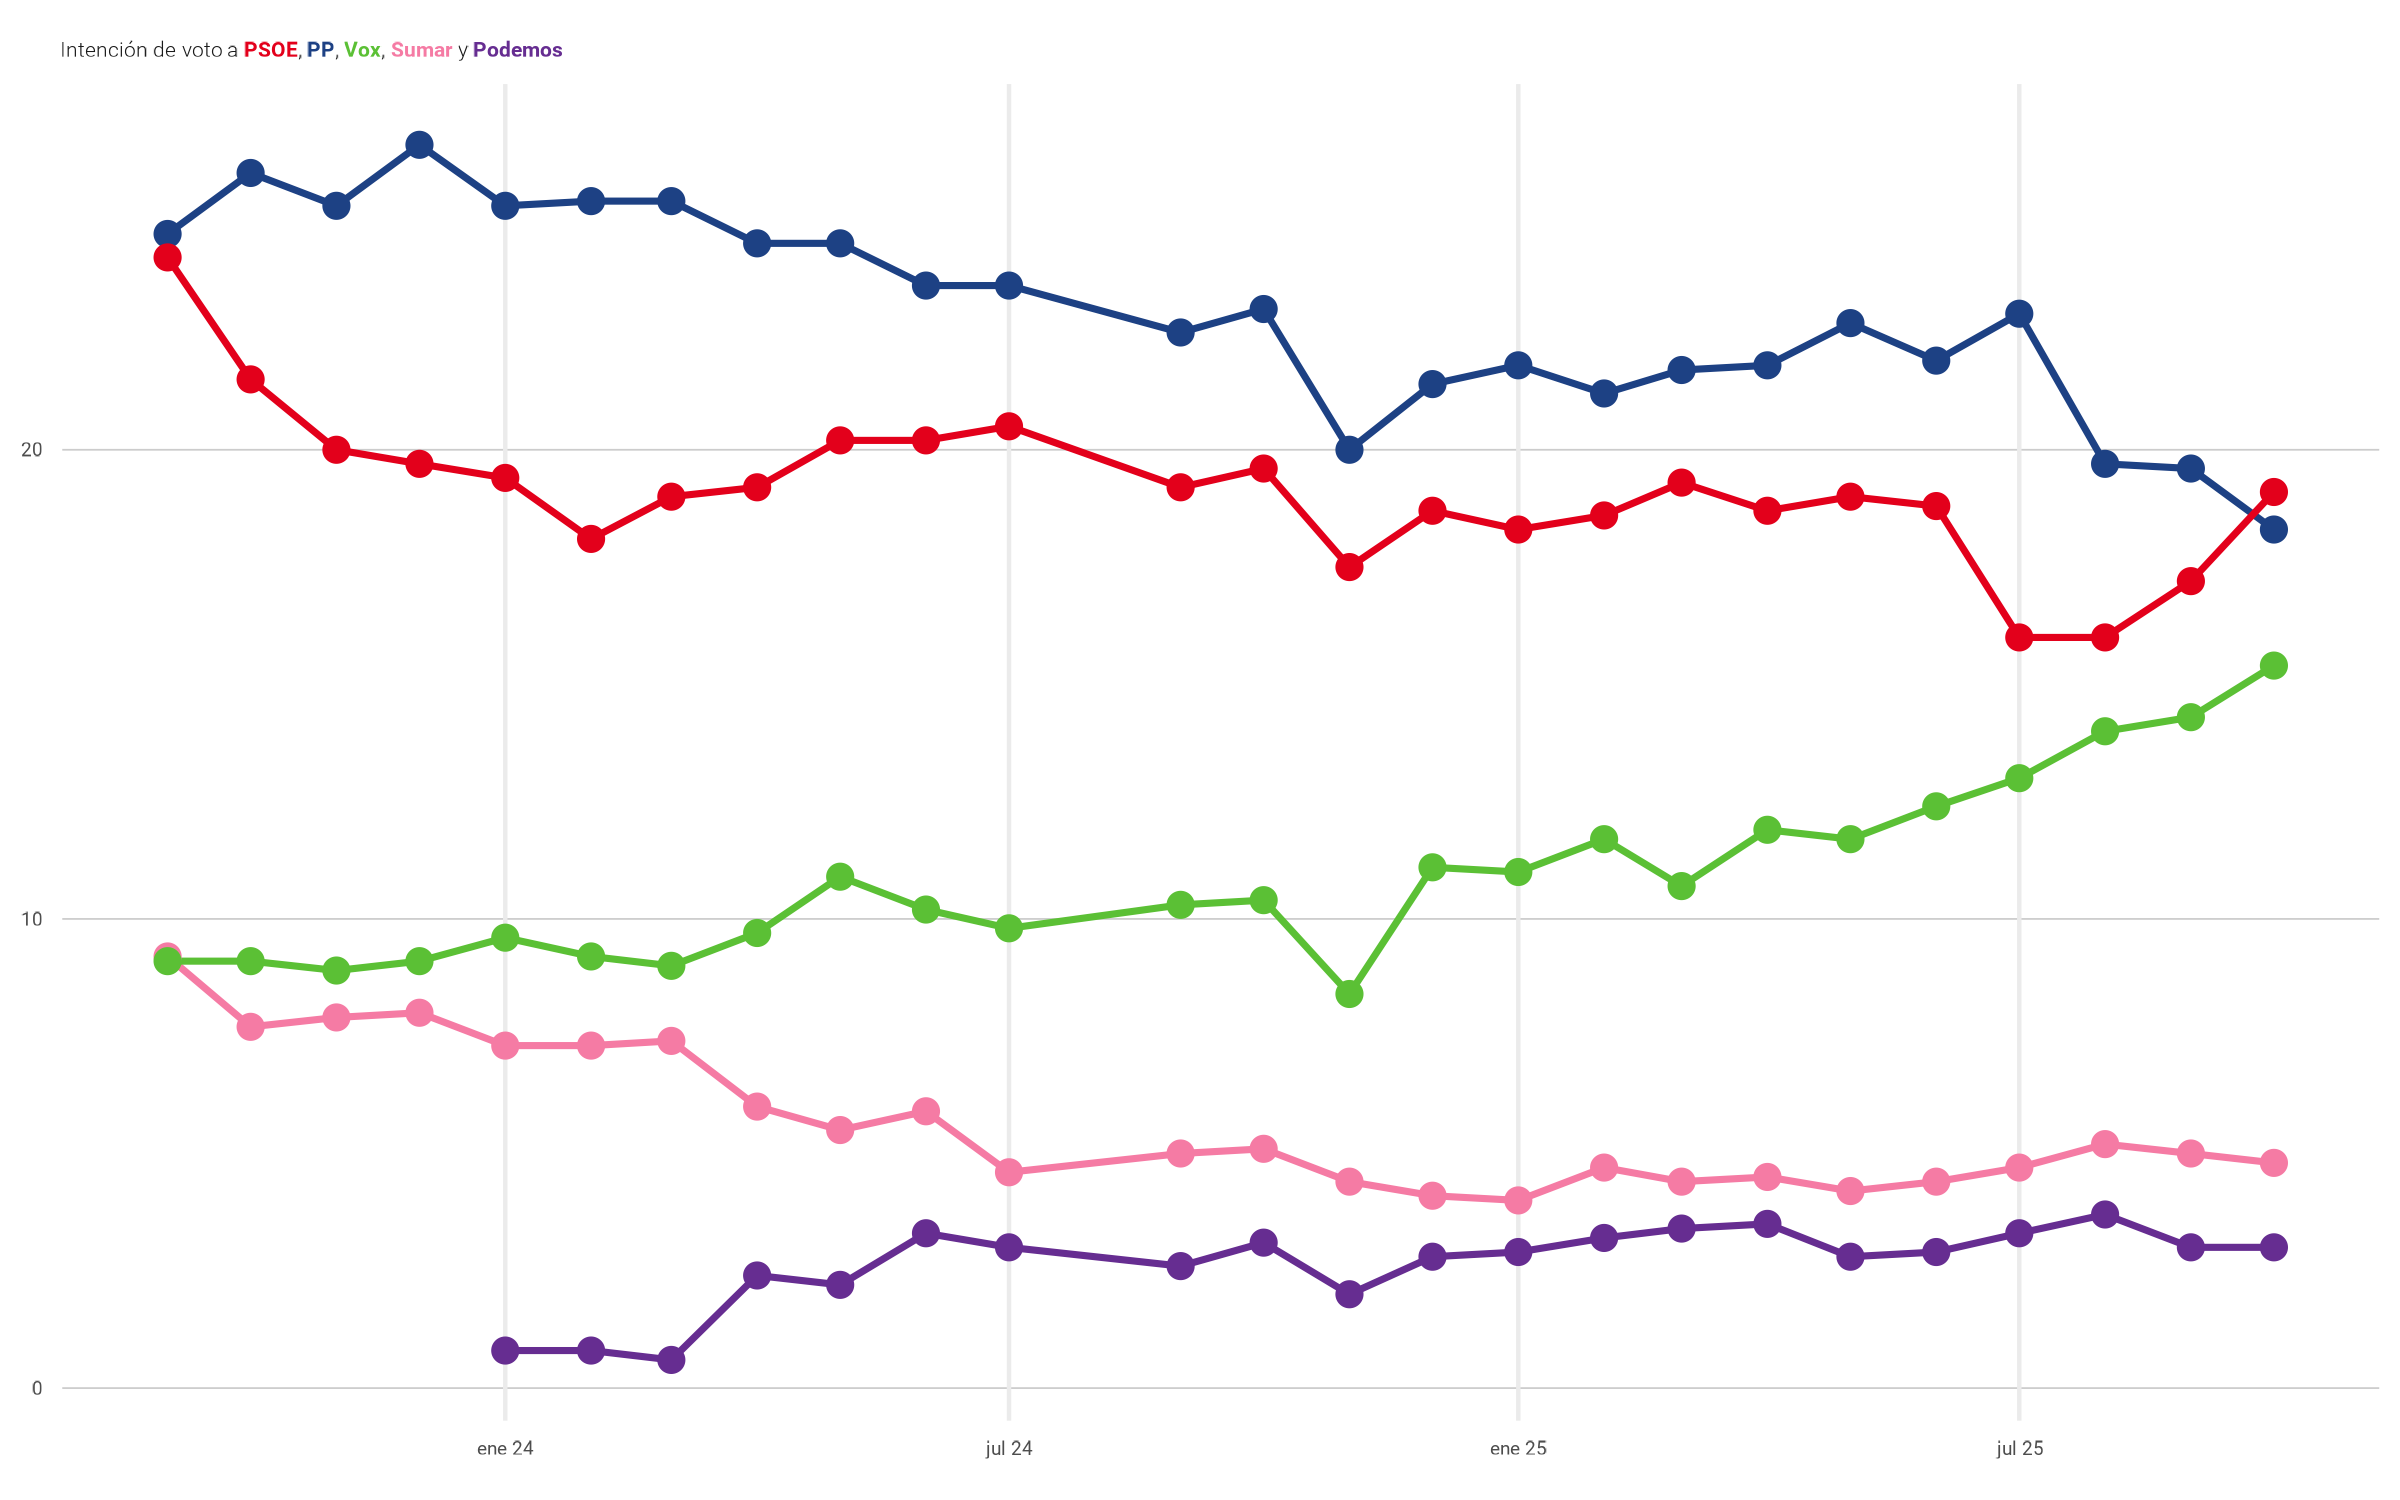 Intención de voto a PSOE, PP, Vox, Sumar y Podemos
20
10
0
ene 24
jul 24
ene 25
jul 25